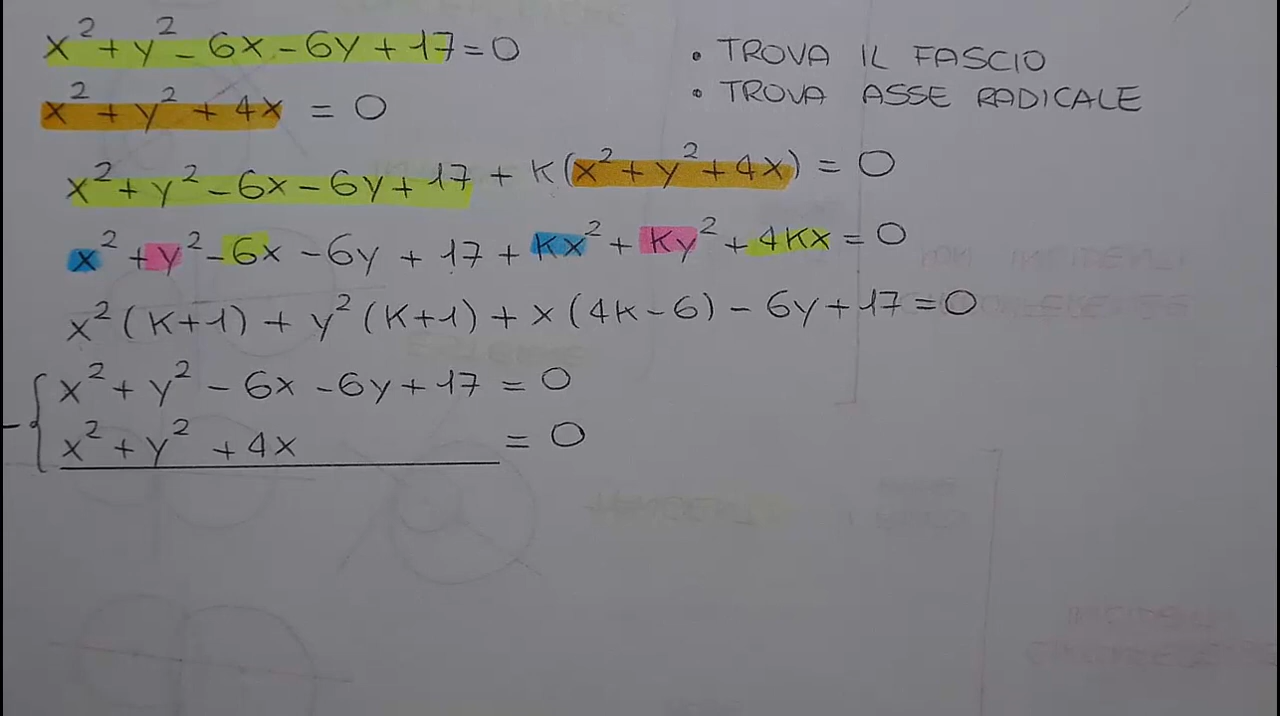 x² + y² - 6x - 6y + 17 = 0
x² + y² + 4x = 0
• TROVA IL FASCIO
• TROVA ASSE RADICALE
x² + y² - 6x - 6y + 17 + K(x² + y² + 4x) = 0
x² + y² - 6x - 6y + 17 + Kx² + Ky² + 4Kx = 0
x² (K+1) + y² (K+1) + x (4K - 6) - 6y + 17 = 0
- { x² + y² - 6x - 6y + 17 = 0
x² + y² + 4x = 0